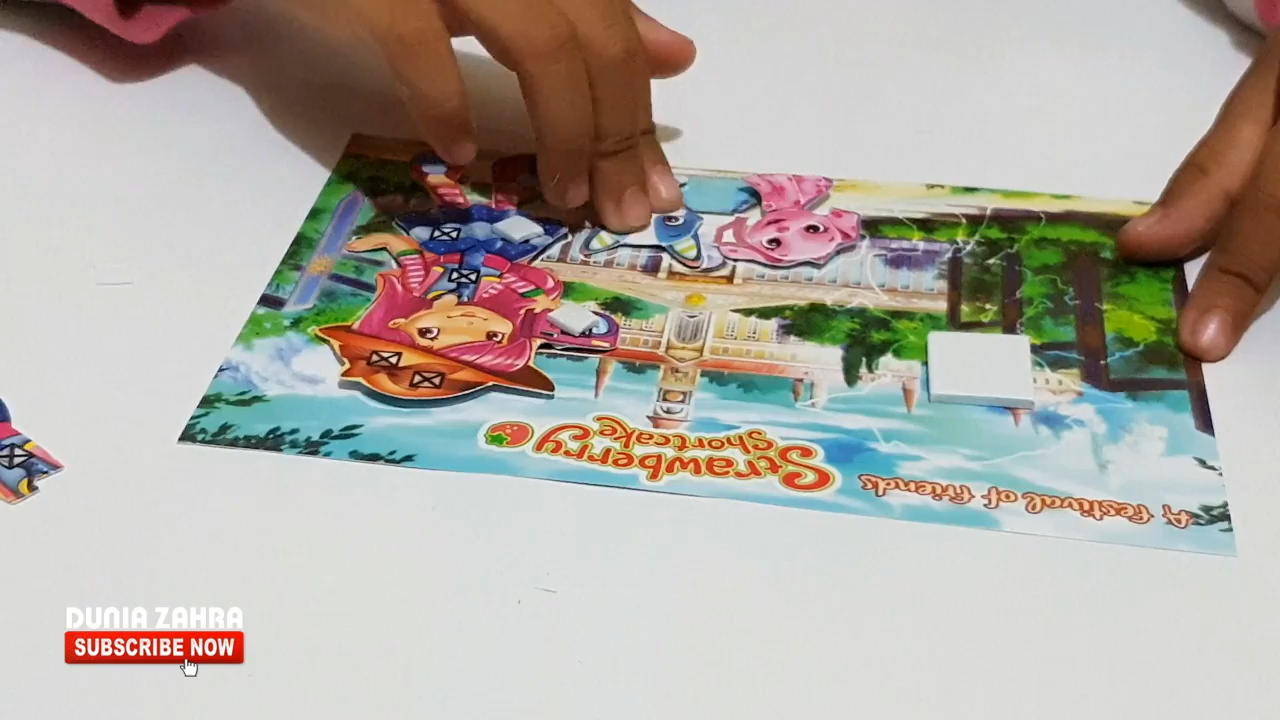 A festival of friends
Strawberry
Shortcake
DUNIA ZAHRA
SUBSCRIBE NOW